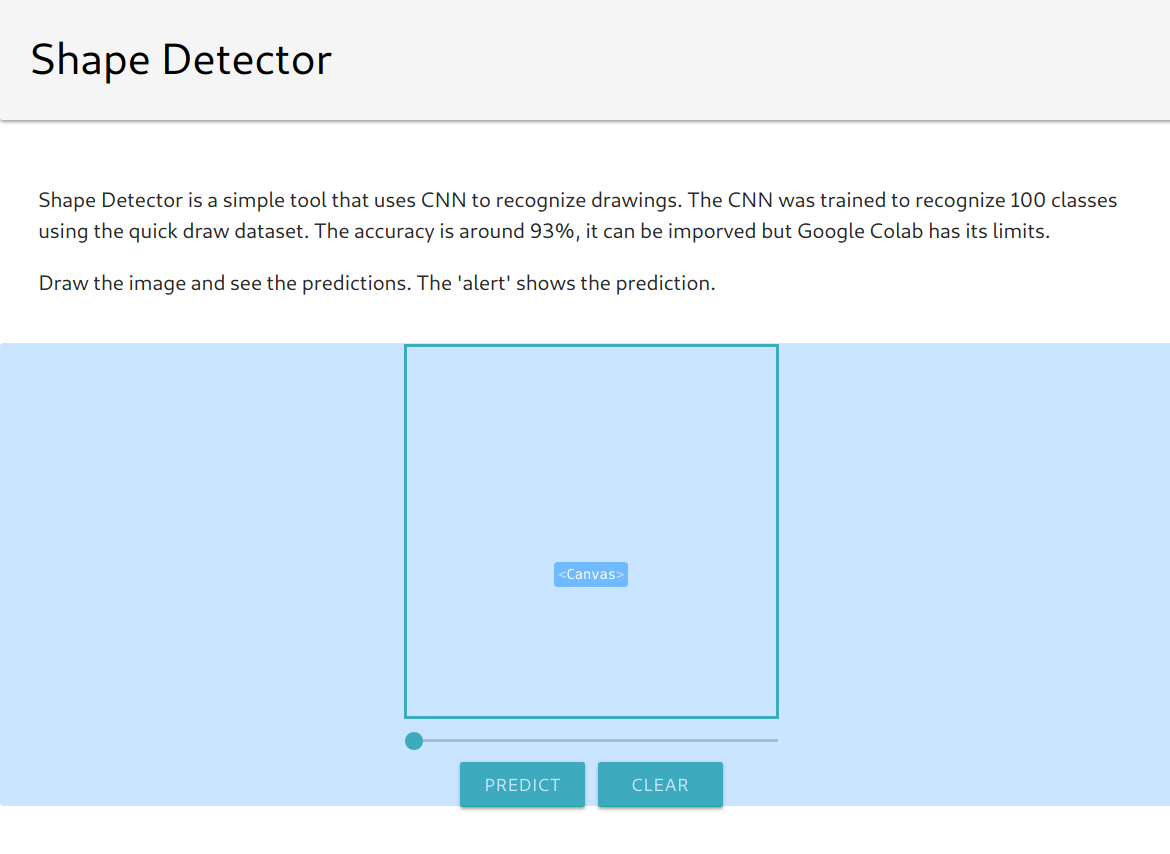 Shape Detector
Shape Detector is a simple tool that uses CNN to recognize drawings. The CNN was trained to recognize 100 classes
using the quick draw dataset. The accuracy is around 93%, it can be imporved but Google Colab has its limits.
Draw the image and see the predictions. The 'alert' shows the prediction.
<Canvas>
PREDICT CLEAR